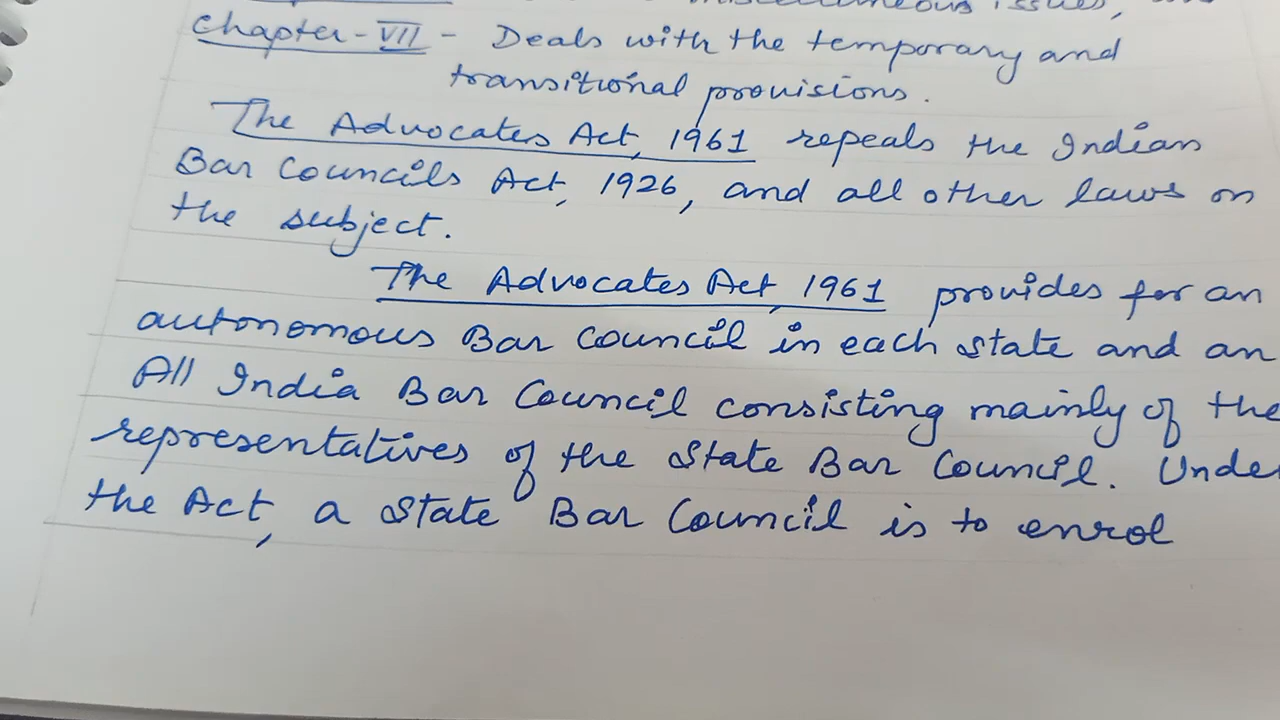 miscellaneous issues,
Chapter-VII - Deals with the temporary and
transitional provisions.
The Advocates Act, 1961 repeals the Indian
Bar Councils Act, 1926, and all other laws on
the subject.
The Advocates Act, 1961 provides for an
autonomous Bar Council in each state and an
All India Bar Council consisting mainly of the
representatives of the State Bar Council. Unde
the Act, a State Bar Council is to enrol